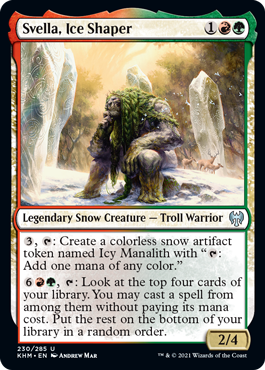 Svella, Ice Shaper 1
Legendary Snow Creature — Troll Warrior
3, : Create a colorless snow artifact
token named Icy Manalith with “ :
Add one mana of any color.”
6 , : Look at the top four cards of
your library. You may cast a spell from
among them without paying its mana
cost. Put the rest on the bottom of your
library in a random order.
2/4
230/285 U
KHM • EN Andrew Mar
™ & © 2021 Wizards of the Coast